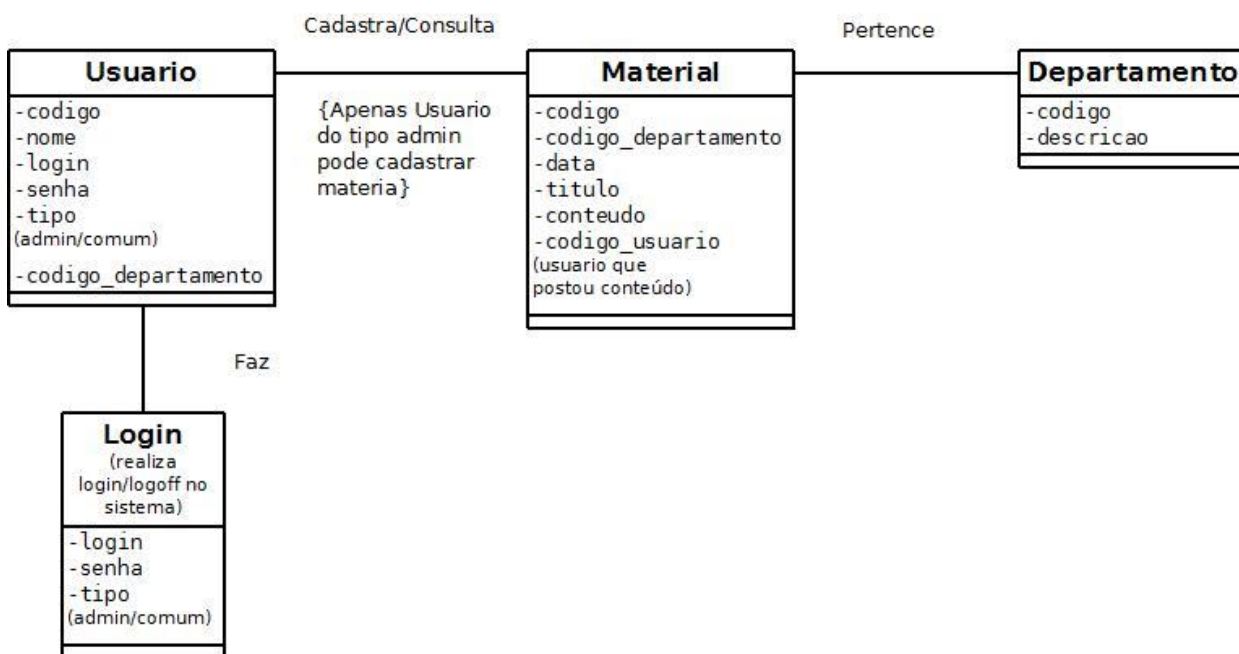 Cadastra/Consulta
Pertence
Usuario
-codigo
-nome
-login
-senha
-tipo
(admin/comum)
-codigo_departamento
{Apenas Usuario
do tipo admin
pode cadastrar
materia}
Material
-codigo
-codigo_departamento
-data
-titulo
-conteudo
-codigo_usuario
(usuario que
postou conteúdo)
Departamento
-codigo
-descricao
Faz
Login
(realiza
login/logoff no
sistema)
-login
-senha
-tipo
(admin/comum)